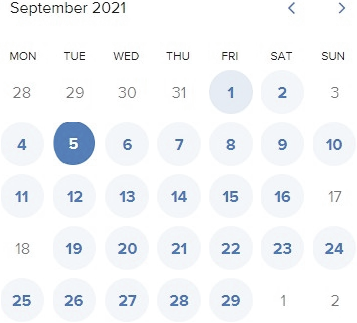 September 2021 < >
MON TUE WED THU FRI SAT SUN
28 29 30 31 1 2 3
4 5 6 7 8 9 10
11 12 13 14 15 16 17
18 19 20 21 22 23 24
25 26 27 28 29 1 2